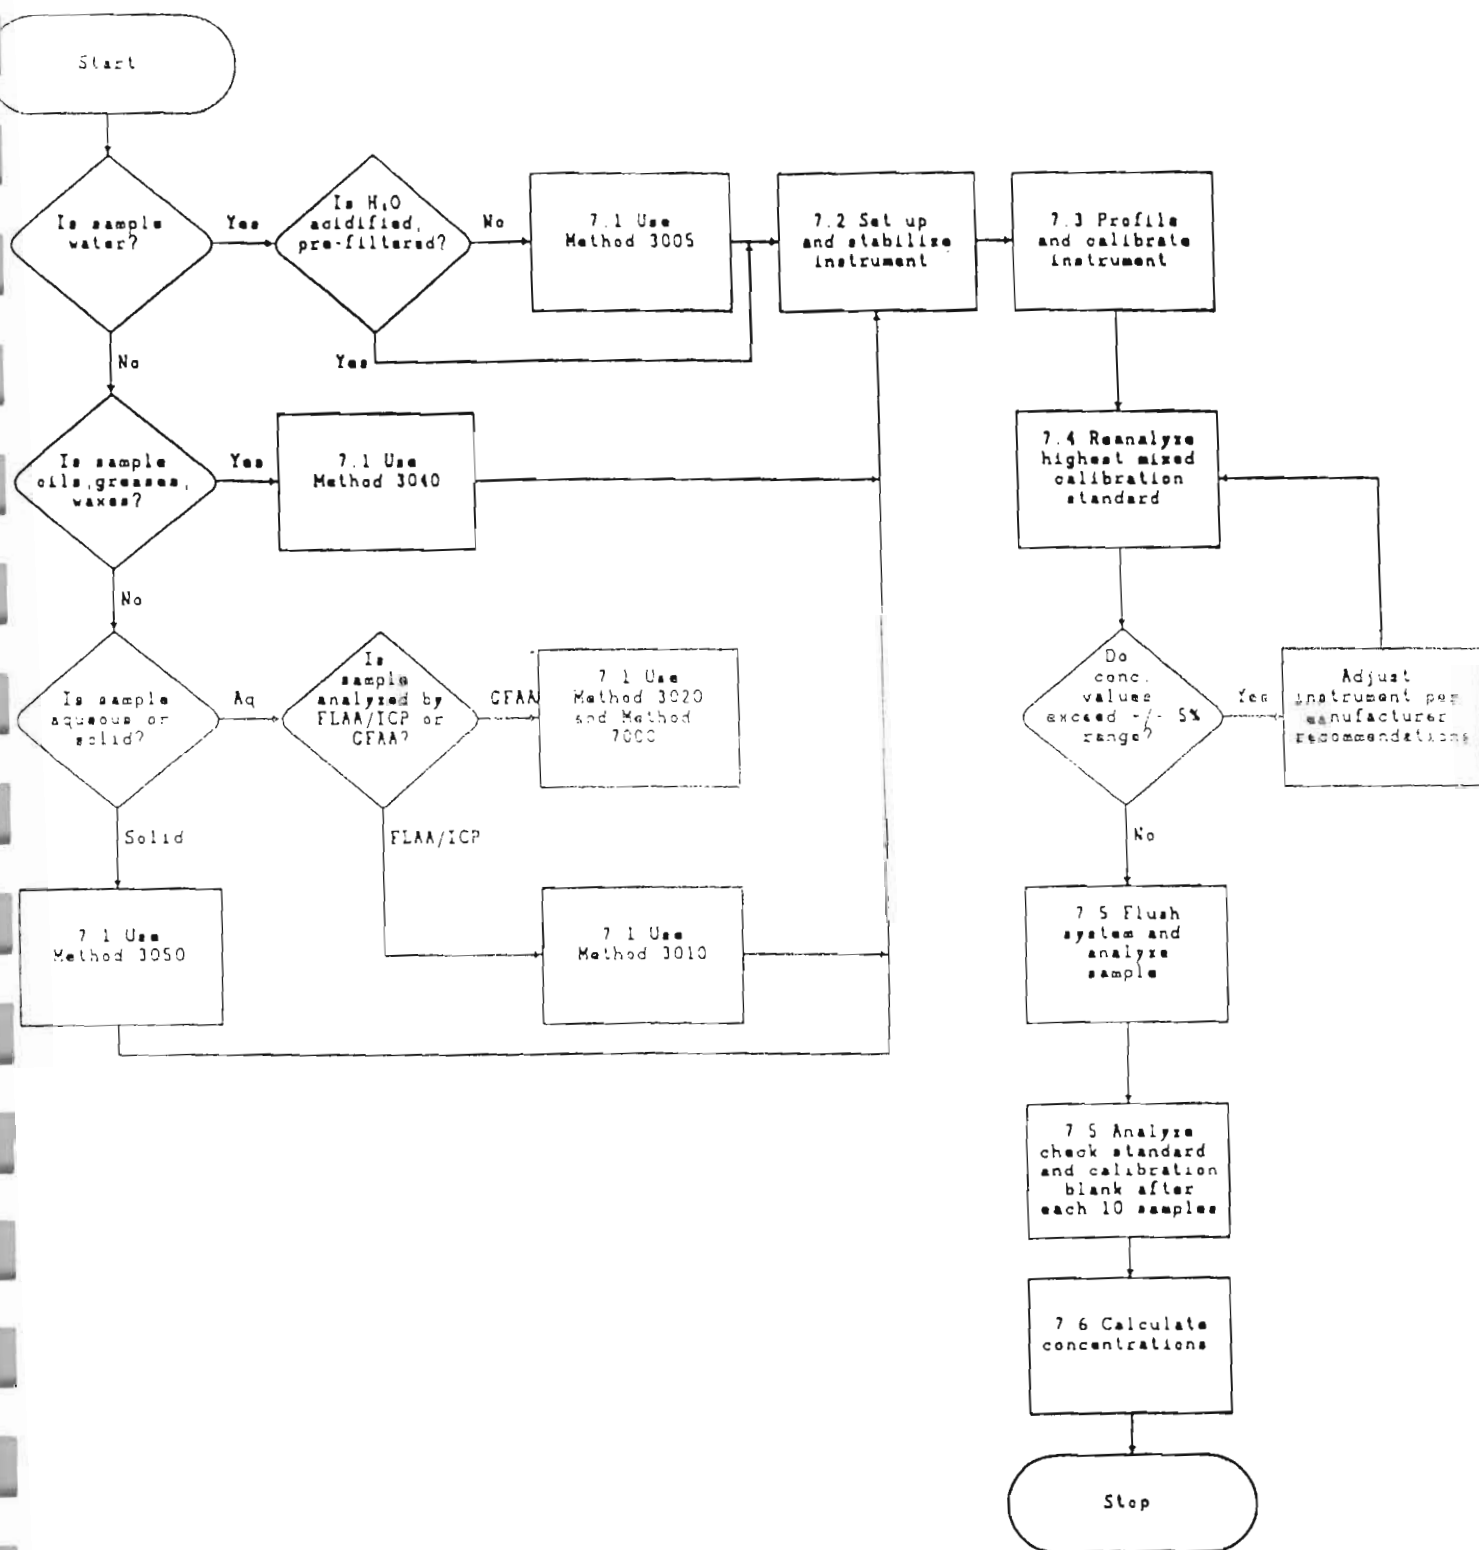 Start
Is sample
water?
Yes
Is H₂O
acidified,
pre-filtered?
No
7.1 Use
Method 3005
7.2 Set up
and stabilize
instrument
7.3 Profile
and calibrate
instrument
Yes
No
Is sample
oils,greases,
waxes?
Yes
7.1 Use
Method 3040
7.4 Reanalyze
highest mixed
calibration
standard
No
Is sample
aqueous or
solid?
Aq
Is
sample
analyzed by
FLAA/ICP or
GFAA?
GFAA
7 1 Use
Method 3020
and Method
7000
Do
conc.
values
exceed +/- 5%
range?
Yes
Adjust
instrument per
manufacturer
recommendations
Solid
FLAA/ICP
No
7 1 Use
Method 3050
7 1 Use
Method 3010
7 5 Flush
system and
analyze
sample
7 5 Analyze
check standard
and calibration
blank after
each 10 samples
7 6 Calculate
concentrations
Stop